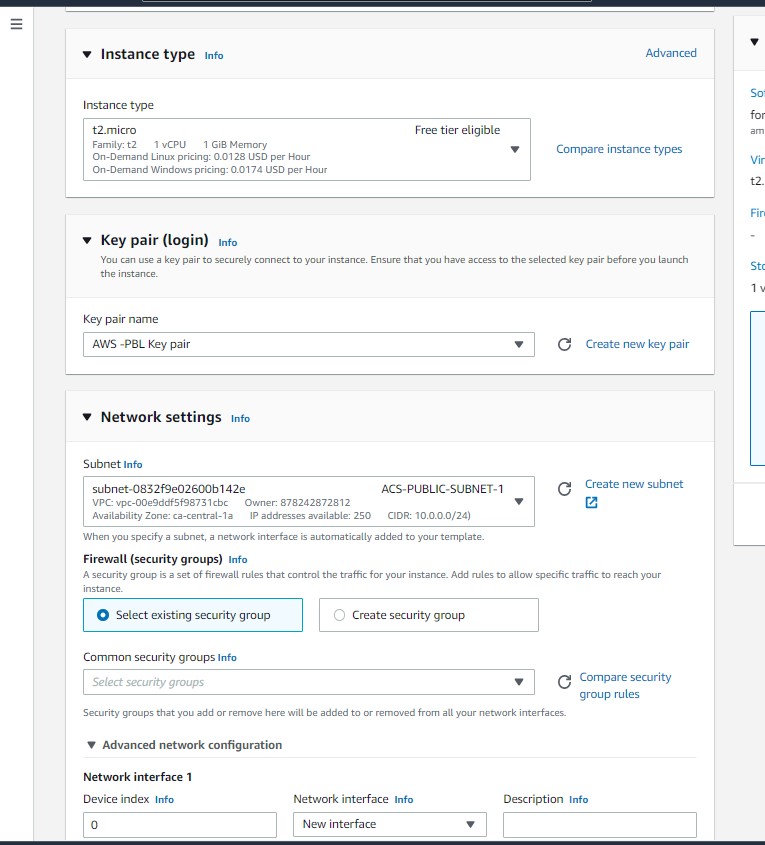 Instance type Info
Advanced
Instance type
t2.micro Free tier eligible
Family: t2 1 vCPU 1 GiB Memory
On-Demand Linux pricing: 0.0128 USD per Hour
On-Demand Windows pricing: 0.0174 USD per Hour
Compare instance types
Key pair (login) Info
You can use a key pair to securely connect to your instance. Ensure that you have access to the selected key pair before you launch
the instance.
Key pair name
AWS -PBL Key pair
Create new key pair
Network settings Info
Subnet Info
subnet-0832f9e02600b142e ACS-PUBLIC-SUBNET-1
VPC: vpc-00e9ddf5f98731cbc Owner: 878242872812
Availability Zone: ca-central-1a IP addresses available: 250 CIDR: 10.0.0.0/24)
Create new subnet
When you specify a subnet, a network interface is automatically added to your template.
Firewall (security groups) Info
A security group is a set of firewall rules that control the traffic for your instance. Add rules to allow specific traffic to reach your
instance.
Select existing security group
Create security group
Common security groups Info
Select security groups
Compare security
group rules
Security groups that you add or remove here will be added to or removed from all your network interfaces.
Advanced network configuration
Network interface 1
Device index Info
Network interface Info
Description Info
0
New interface
for
am
t2.
-
1 v